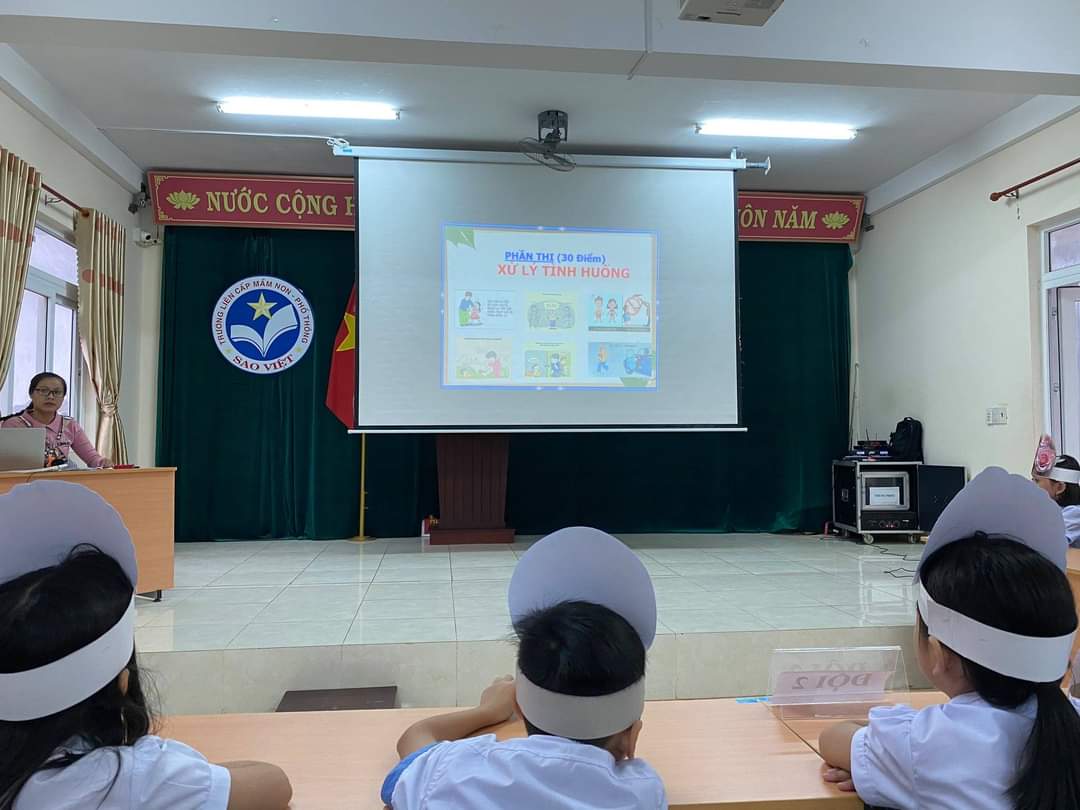 NƯỚC CỘNG H
ÔN NĂM
PHẦN THI (30 Điểm)
XỬ LÝ TÌNH HUỐNG
TRƯỜNG LIÊN CẤP MẦM NON - PHỔ THÔNG
SAO VIỆT
ĐỘI 2